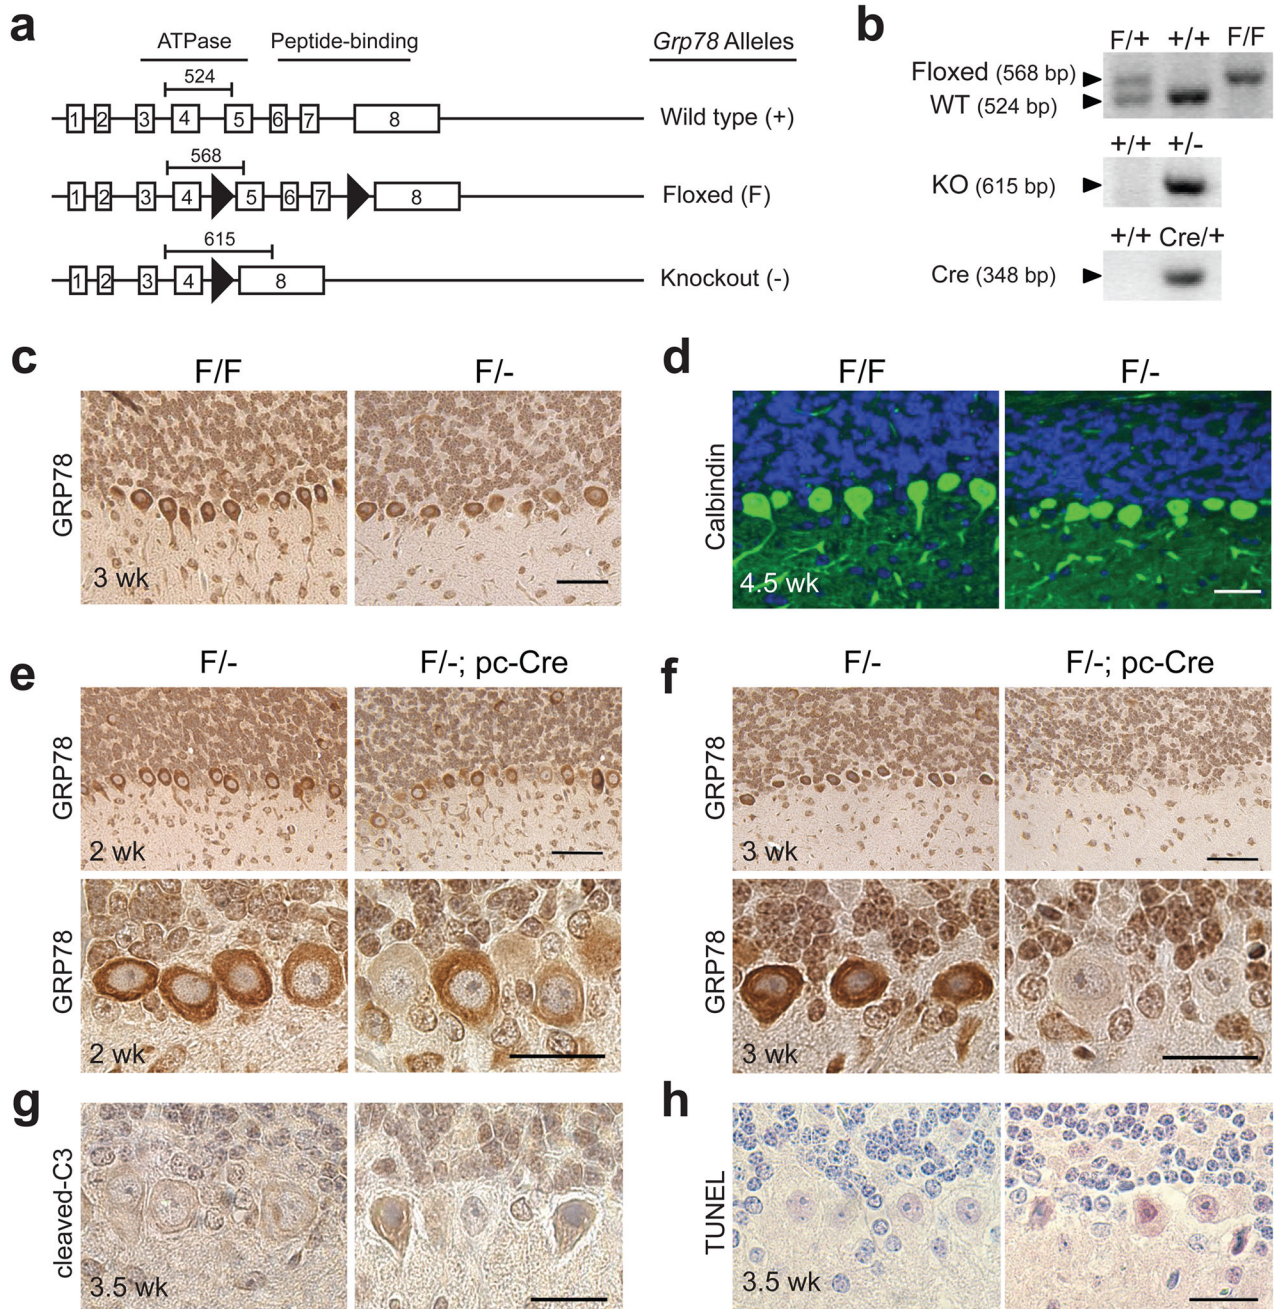 a
ATPase Peptide-binding Grp78 Alleles
524
1 2 3 4 5 6 7 8 Wild type (+)
568
1 2 3 4 5 6 7 8 Floxed (F)
615
1 2 3 4 8 Knockout (-)
b
F/+ +/+ F/F
Floxed (568 bp)
WT (524 bp)
+/+ +/-
KO (615 bp)
+/+ Cre/+
Cre (348 bp)
c
F/F F/-
GRP78
3 wk
d
F/F F/-
Calbindin
4.5 wk
e
F/- F/-; pc-Cre
GRP78
2 wk
GRP78
2 wk
f
F/- F/-; pc-Cre
GRP78
3 wk
GRP78
3 wk
g
cleaved-C3
3.5 wk
h
TUNEL
3.5 wk